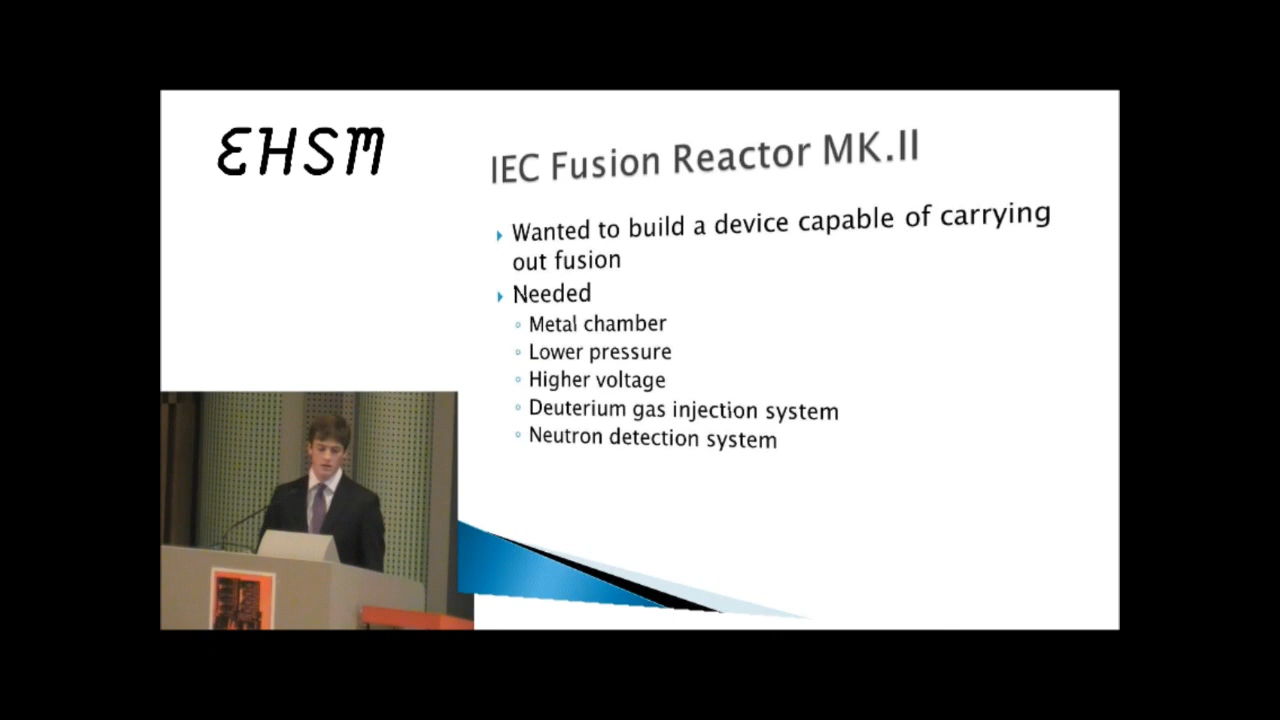 EHSM
IEC Fusion Reactor MK.II
Wanted to build a device capable of carrying
out fusion
Needed
Metal chamber
Lower pressure
Higher voltage
Deuterium gas injection system
Neutron detection system